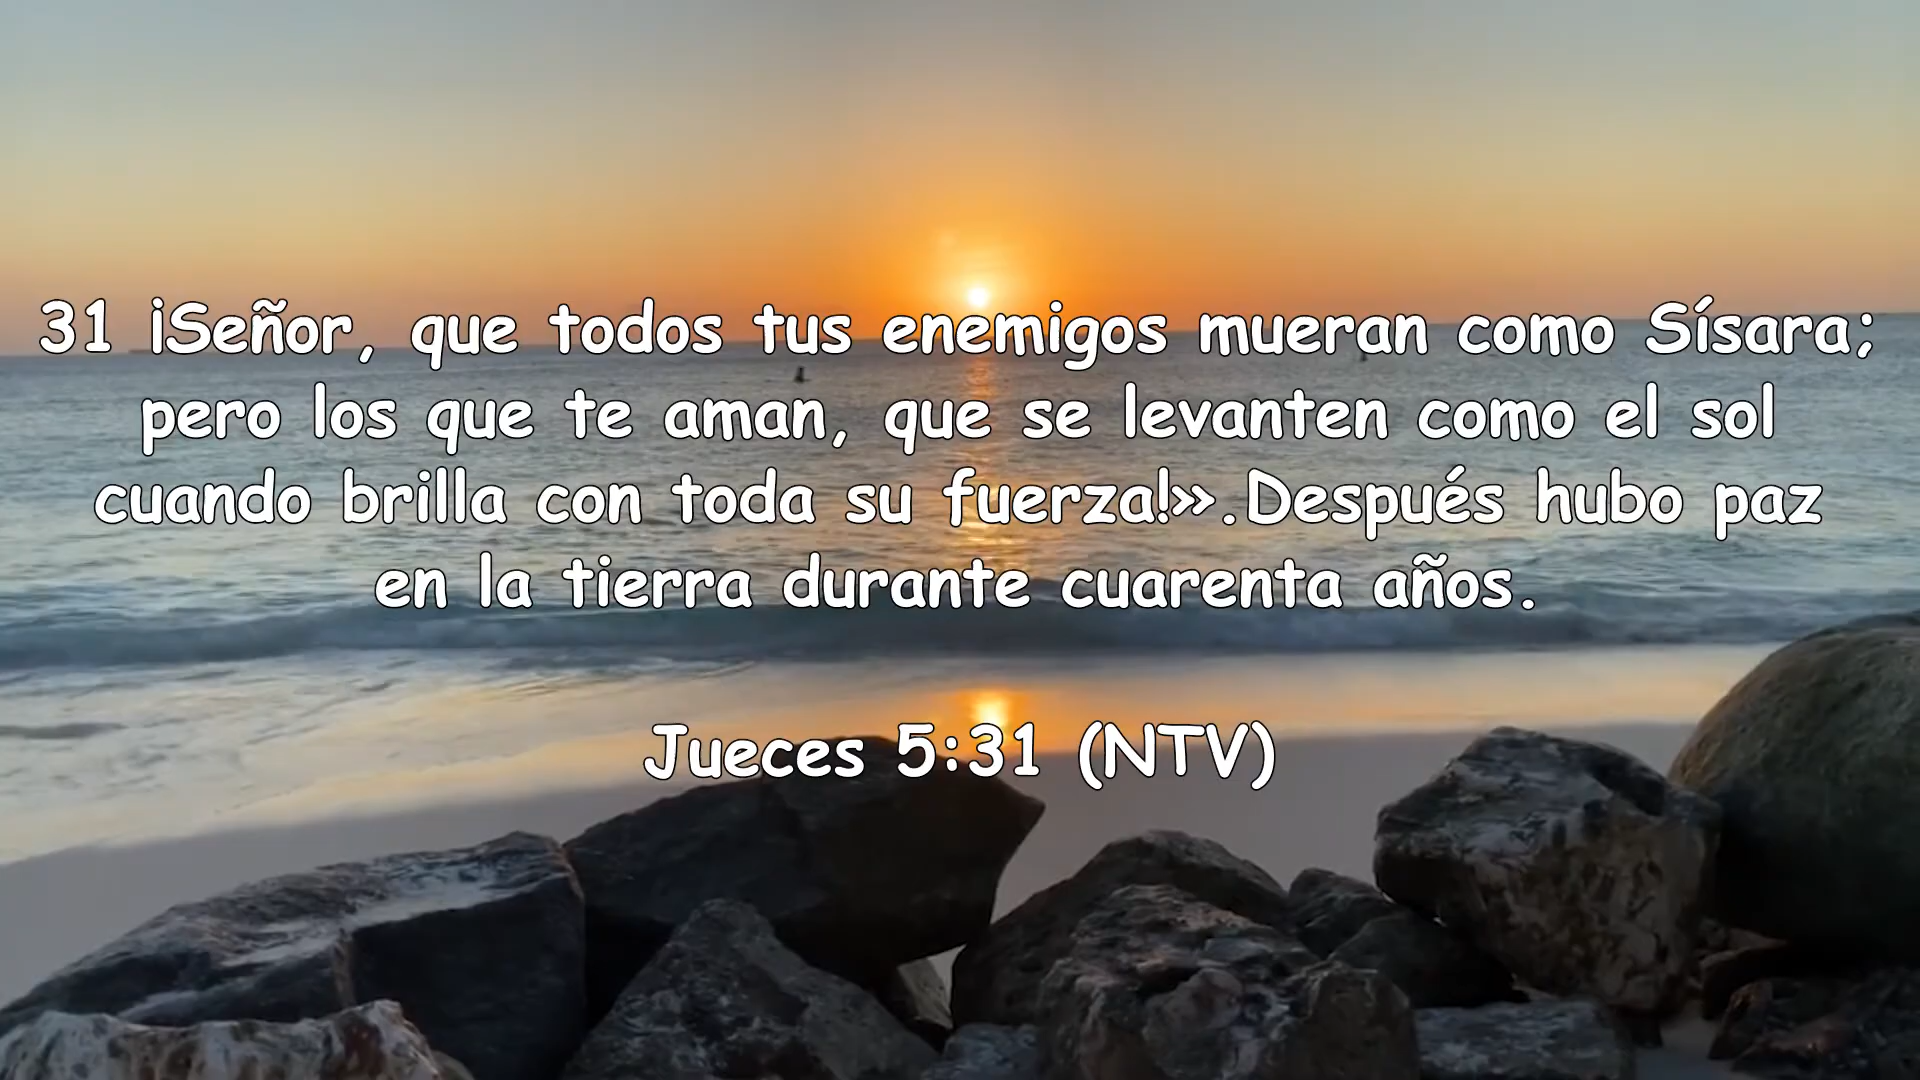 31 ¡Señor, que todos tus enemigos mueran como Sísara;
pero los que te aman, que se levanten como el sol
cuando brilla con toda su fuerza!».Después hubo paz
en la tierra durante cuarenta años.
Jueces 5:31 (NTV)